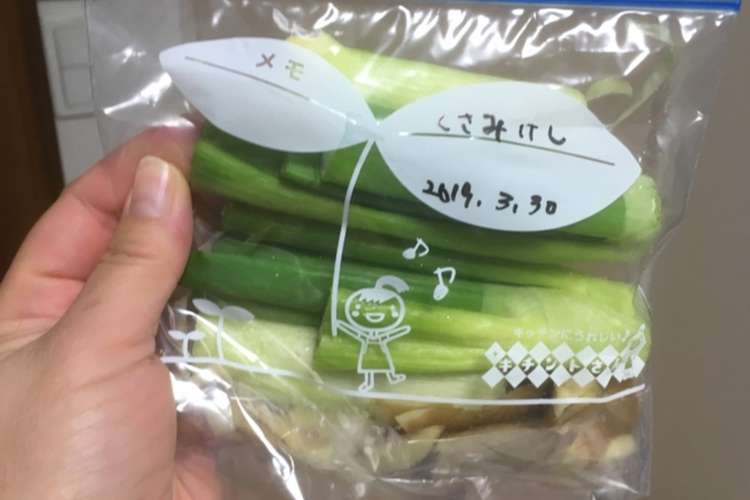 メモ
くさみけし
2019.3.30
キッチンにうれしい♪
キチントさん